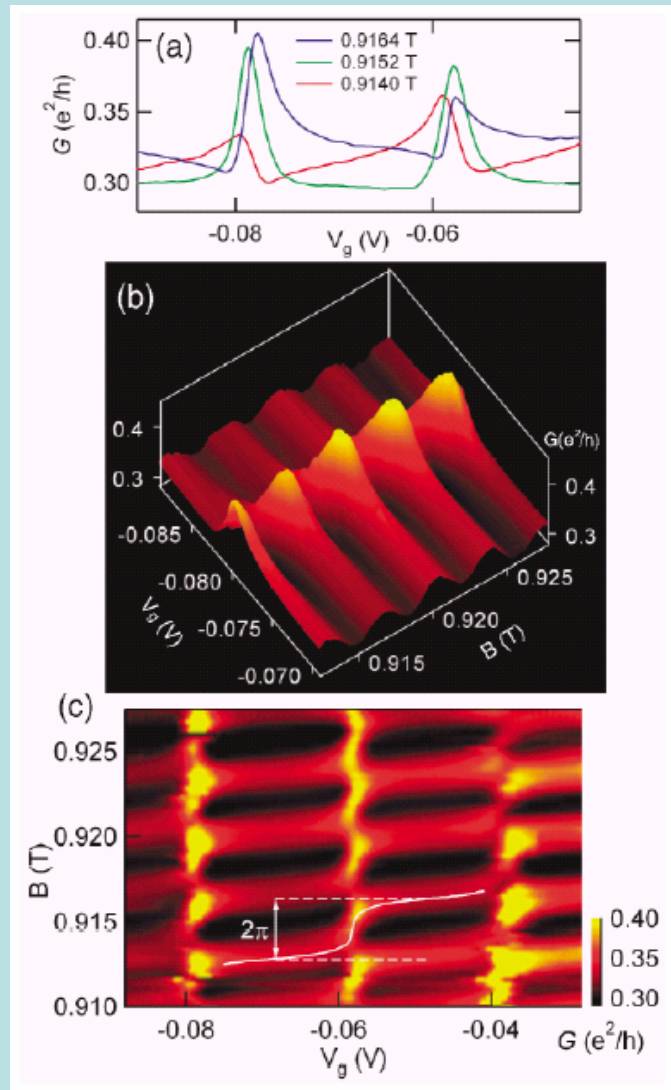 (a)
0.9164 T
0.9152 T
0.9140 T
G (e²/h)
0.40
0.35
0.30
-0.08
-0.06
V_g (V)
(b)
0.4
0.3
G(e²/h)
0.4
0.3
-0.085
-0.080
-0.075
-0.070
V_g (V)
0.925
0.920
0.915
B (T)
(c)
0.925
0.920
0.915
0.910
B (T)
2π
0.40
0.35
0.30
-0.08
-0.06
-0.04
V_g (V)
G (e²/h)